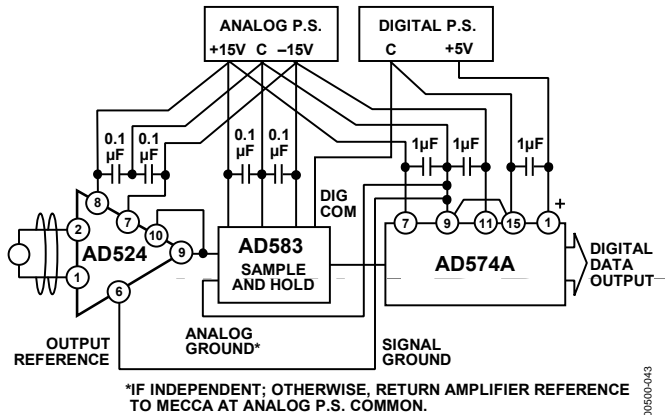 ANALOG P.S.
+15V C –15V
DIGITAL P.S.
C +5V
0.1
µF
0.1
µF
0.1
µF
0.1
µF
1µF
1µF
1µF
DIG
COM
8
7
10
9
2
1
6
AD524
AD583
SAMPLE
AND HOLD
7
9
11
15
1
+
AD574A
DIGITAL
DATA
OUTPUT
OUTPUT
REFERENCE
ANALOG
GROUND*
SIGNAL
GROUND
*IF INDEPENDENT; OTHERWISE, RETURN AMPLIFIER REFERENCE
TO MECCA AT ANALOG P.S. COMMON.
00500-043